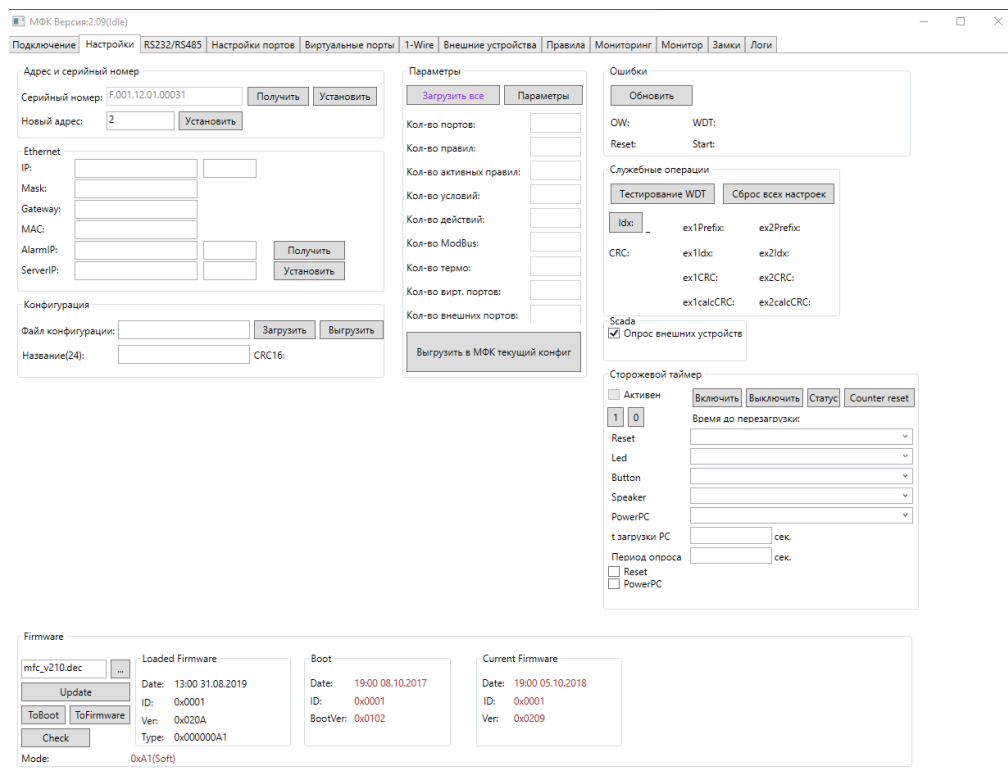 МФК Версия:2.09(Idle)
Подключение Настройки RS232/RS485 Настройки портов Виртуальные порты 1-Wire Внешние устройства Правила Мониторинг Монитор Замки Логи
Адрес и серийный номер
Серийный номер: F.001.12.01.00031 Получить Установить
Новый адрес: 2 Установить
Ethernet
IP:
Mask:
Gateway:
MAC:
AlarmIP: Получить
ServerIP: Установить
Конфигурация
Файл конфигурации: Загрузить Выгрузить
Название(24): CRC16:
Параметры
Загрузить все Параметры
Кол-во портов:
Кол-во правил:
Кол-во активных правил:
Кол-во условий:
Кол-во действий:
Кол-во ModBus:
Кол-во термо:
Кол-во вирт. портов:
Кол-во внешних портов:
Выгрузить в МФК текущий конфиг
Ошибки
Обновить
OW: WDT:
Reset: Start:
Служебные операции
Тестирование WDT Сброс всех настроек
Idx: _ ex1Prefix: ex2Prefix:
CRC: ex1Idx: ex2Idx:
ex1CRC: ex2CRC:
ex1calcCRC: ex2calcCRC:
Scada
Опрос внешних устройств
Сторожевой таймер
Активен Включить Выключить Статус Counter reset
1 0 Время до перезагрузки:
Reset
Led
Button
Speaker
PowerPC
t загрузки PC сек.
Период опроса сек.
Reset
PowerPC
Firmware
mfc_v210.dec ...
Update
ToBoot ToFirmware
Check
Mode: 0xA1(Soft)
Loaded Firmware
Date: 13:00 31.08.2019
ID: 0x0001
Ver: 0x020A
Type: 0x000000A1
Boot
Date: 19:00 08.10.2017
ID: 0x0001
BootVer: 0x0102
Current Firmware
Date: 19:00 05.10.2018
ID: 0x0001
Ver: 0x0209